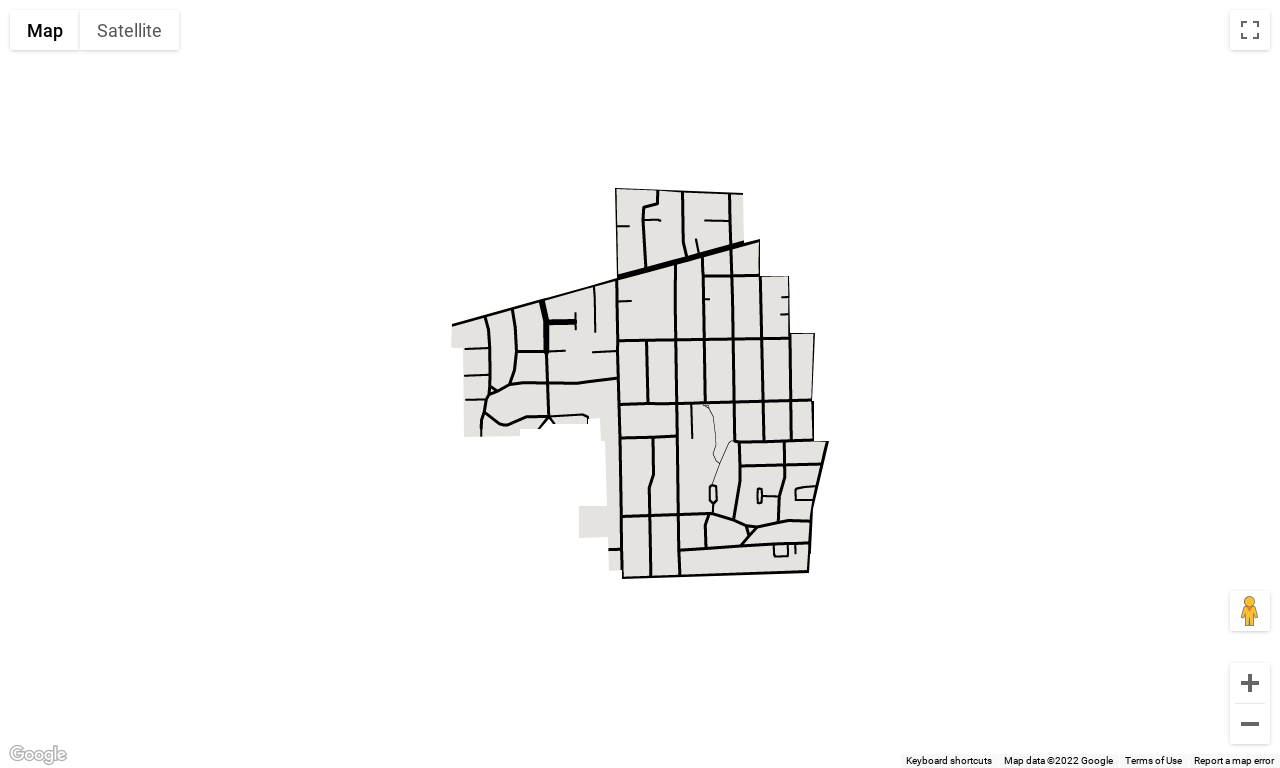 Map Satellite
Google
Keyboard shortcuts Map data ©2022 Google Terms of Use Report a map error